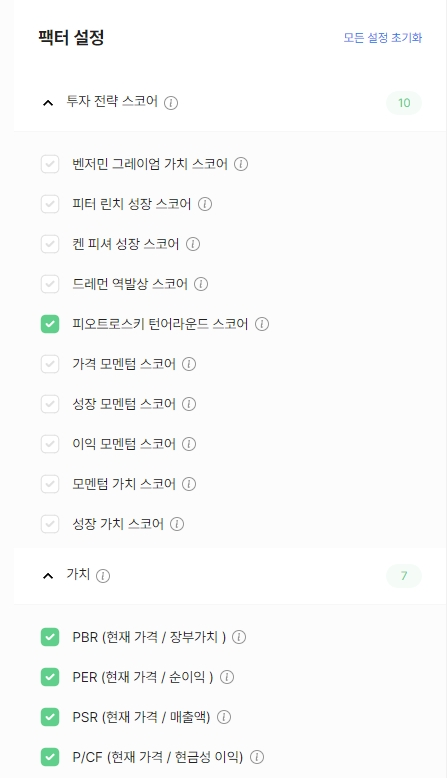 팩터 설정 모든 설정 초기화
투자 전략 스코어 10
벤저민 그레이엄 가치 스코어
피터 린치 성장 스코어
켄 피셔 성장 스코어
드레먼 역발상 스코어
피오트로스키 턴어라운드 스코어
가격 모멘텀 스코어
성장 모멘텀 스코어
이익 모멘텀 스코어
모멘텀 가치 스코어
성장 가치 스코어
가치 7
PBR (현재 가격 / 장부가치 )
PER (현재 가격 / 순이익 )
PSR (현재 가격 / 매출액)
P/CF (현재 가격 / 현금성 이익)